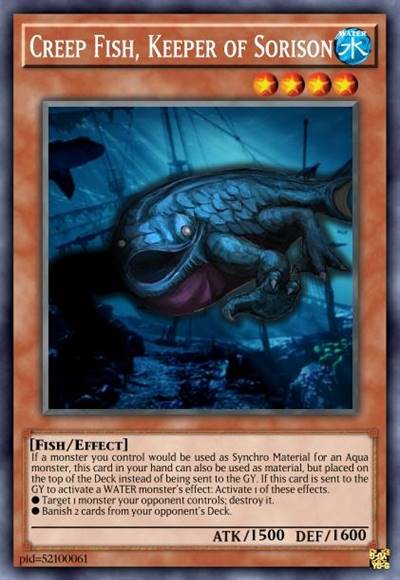 CREEP FISH, KEEPER OF SORISON
WATER
水
[FISH/EFFECT]
If a monster you control would be used as Synchro Material for an Aqua
monster, this card in your hand can also be used as material, but placed on
the top of the Deck instead of being sent to the GY. If this card is sent to the
GY to activate a WATER monster's effect: Activate 1 of these effects.
● Target 1 monster your opponent controls; destroy it.
● Banish 2 cards from your opponent's Deck.
ATK/1500 DEF/1600
pid=52100061